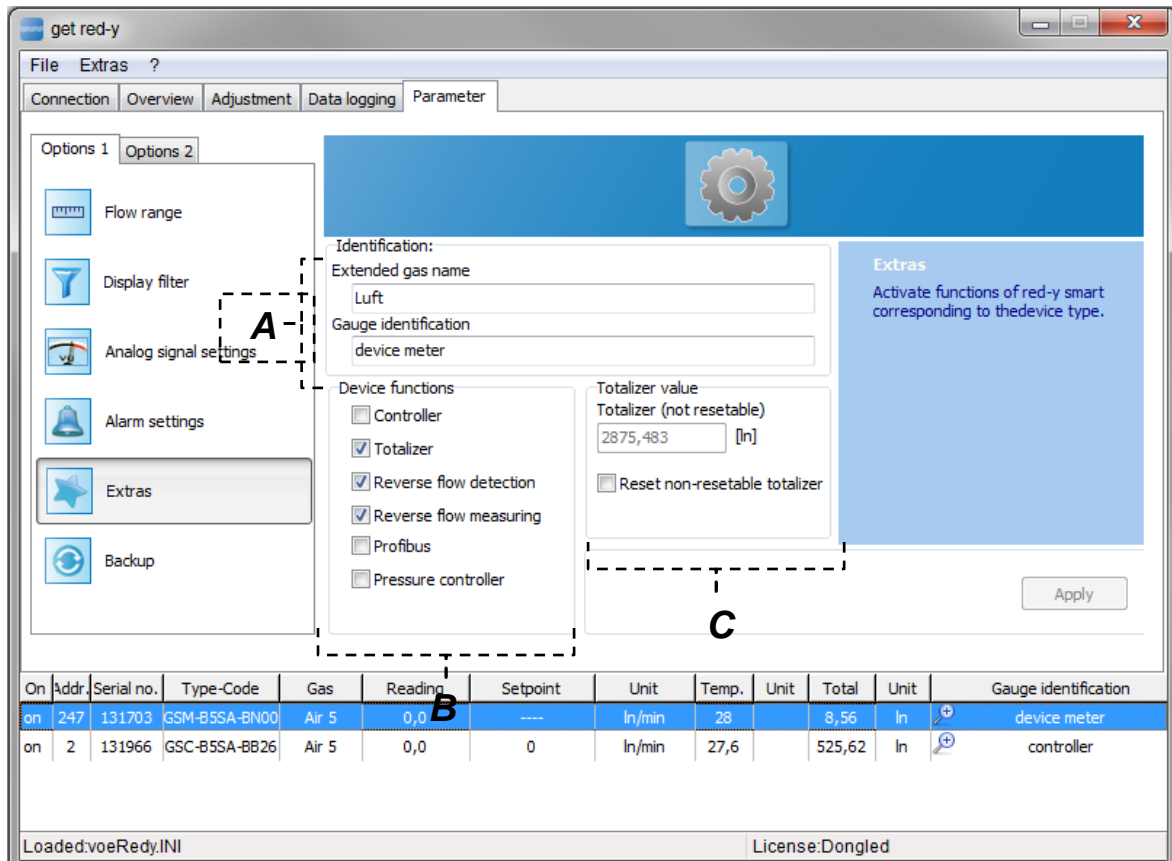 get red-y
File Extras ?
Connection Overview Adjustment Data logging Parameter
Options 1 Options 2
Flow range
Display filter
Analog signal settings
Alarm settings
Extras
Backup
Identification:
Extended gas name
Luft
Gauge identification
device meter
A
Extras
Activate functions of red-y smart
corresponding to thedevice type.
Device functions
Controller
Totalizer
Reverse flow detection
Reverse flow measuring
Profibus
Pressure controller
B
Totalizer value
Totalizer (not resetable)
2875,483 [ln]
Reset non-resetable totalizer
C
Apply
On Addr. Serial no. Type-Code Gas Reading Setpoint Unit Temp. Unit Total Unit Gauge identification
on 247 131703 GSM-B5SA-BN00 Air 5 0,0 ---- ln/min 28 8,56 ln device meter
on 2 131966 GSC-B5SA-BB26 Air 5 0,0 0 ln/min 27,6 525,62 ln controller
Loaded:voeRedy.INI License:Dongled